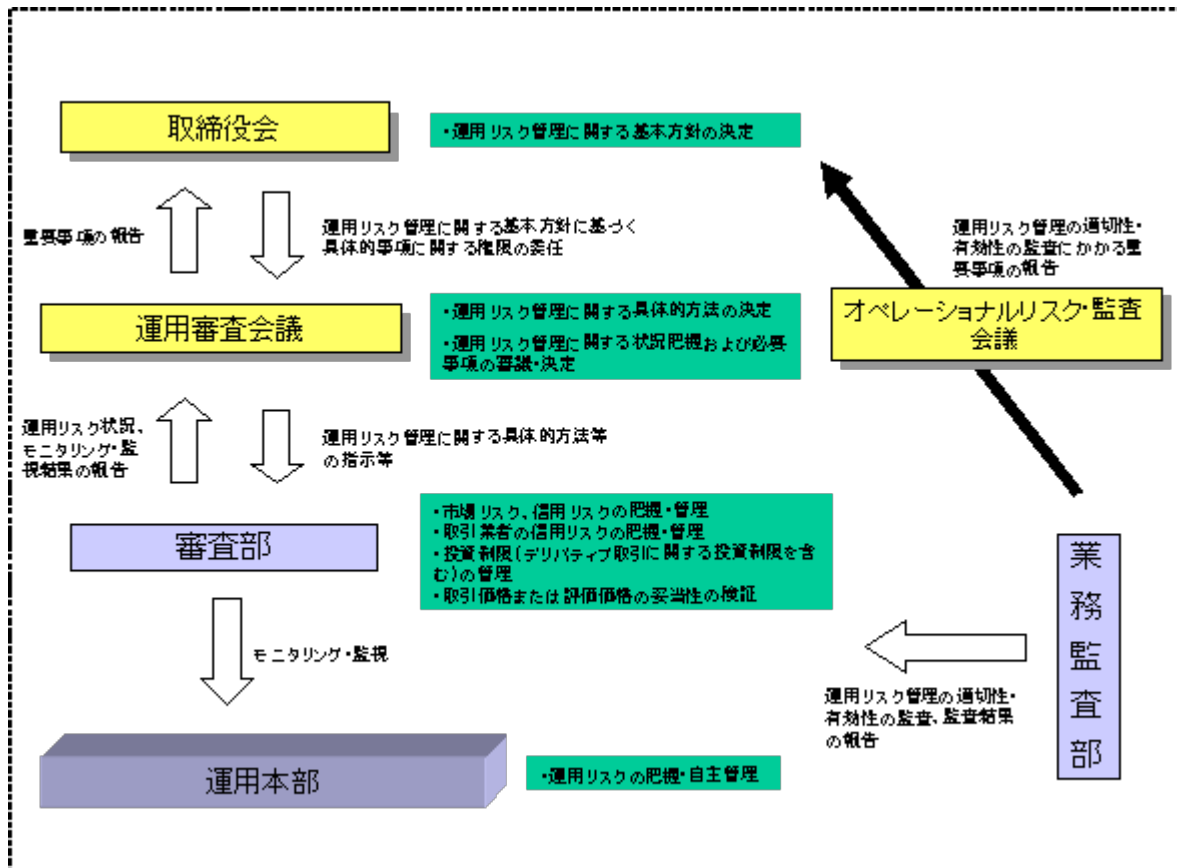 取締役会
・運用リスク管理に関する基本方針の決定
重要事項の報告
運用リスク管理に関する基本方針に基づく
具体的事項に関する権限の委任
運用リスク管理の適切性・
有効性の監査にかかる重
要事項の報告
運用審査会議
・運用リスク管理に関する具体的方法の決定
・運用リスク管理に関する状況把握および必要
事項の審議・決定
オペレーショナルリスク・監査
会議
運用リスク状況、
モニタリング・監
視結果の報告
運用リスク管理に関する具体的方法等
の指示等
審査部
・市場リスク、信用リスクの把握・管理
・取引業者の信用リスクの把握・管理
・投資制限(デリバティブ取引に関する投資制限を含
む)の管理
・取引価格または評価価格の妥当性の検証
業務監査部
モニタリング・監視
運用リスク管理の適切性・
有効性の監査、監査結果
の報告
運用本部
・運用リスクの把握・自主管理